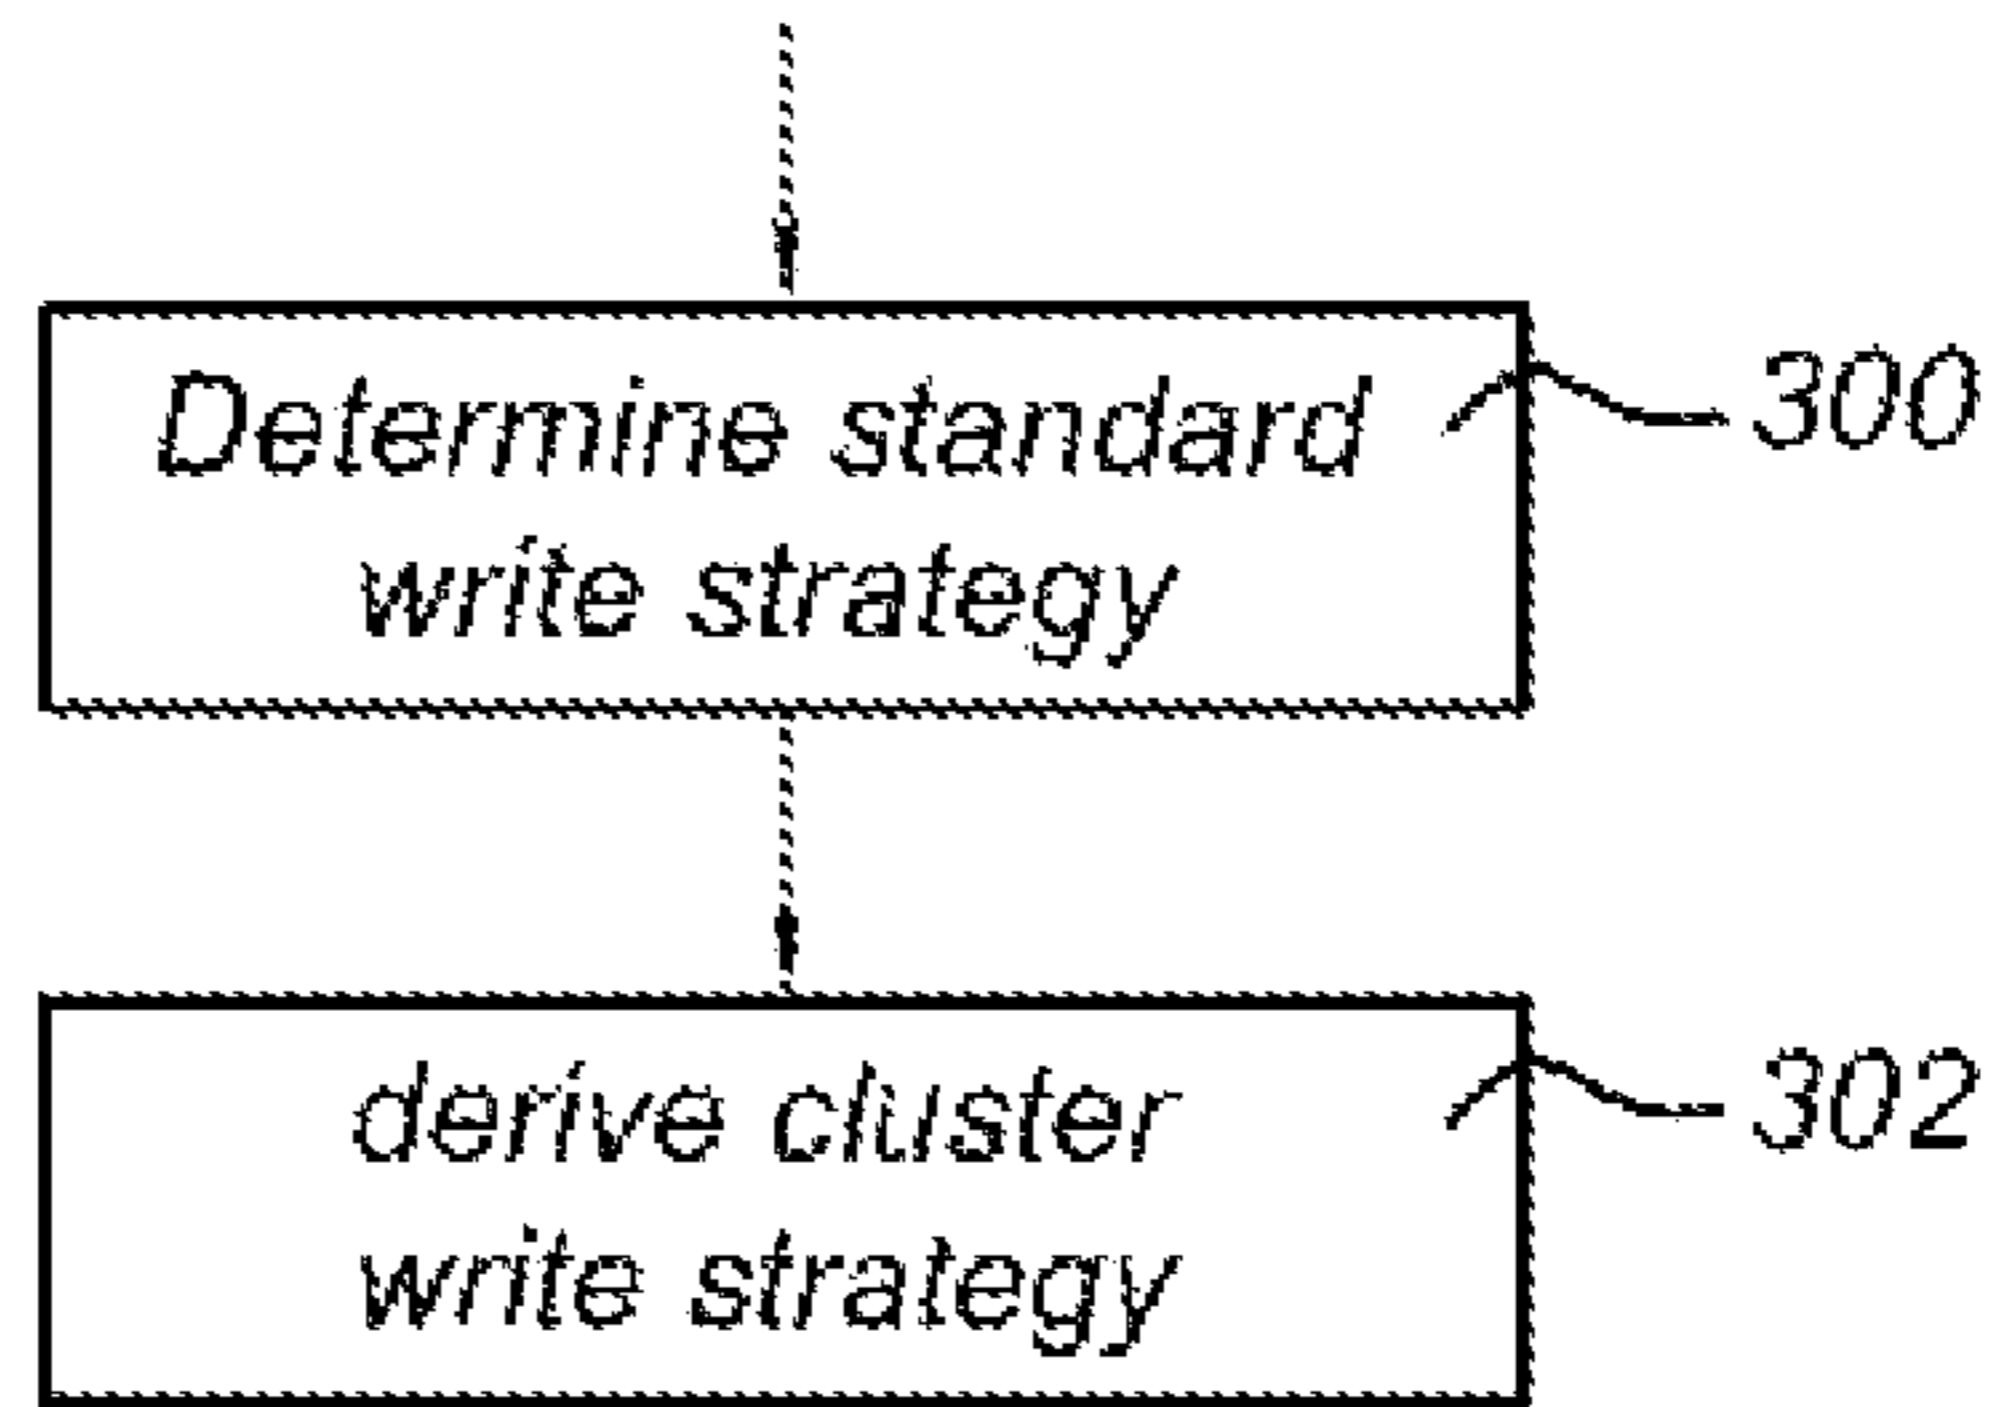 Determine standard
write strategy
300
derive cluster
write strategy
302